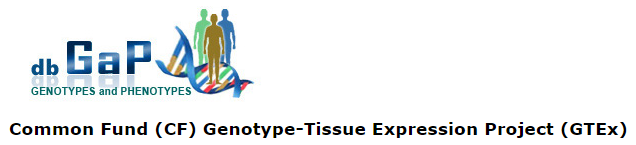 db GaP
GENOTYPES and PHENOTYPES
Common Fund (CF) Genotype-Tissue Expression Project (GTEx)